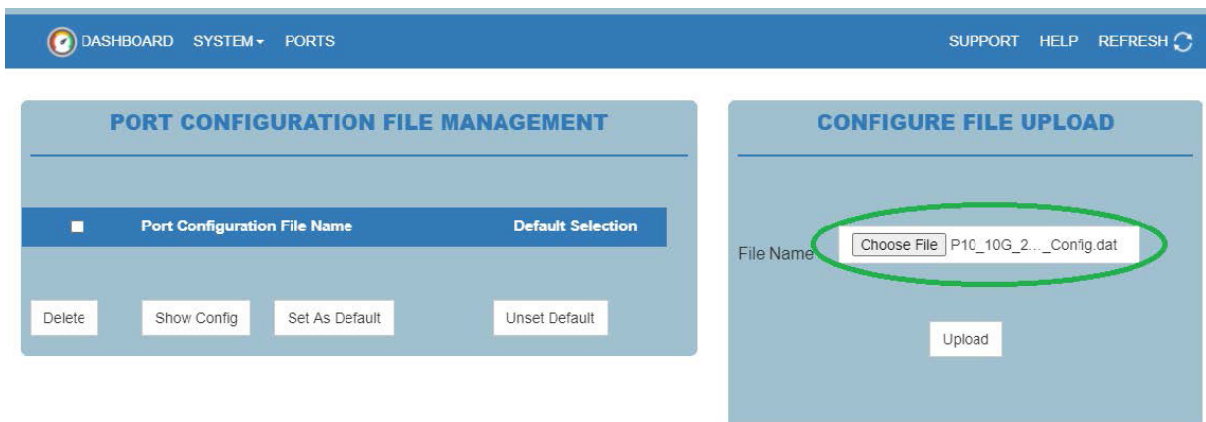 DASHBOARD SYSTEM PORTS SUPPORT HELP REFRESH
PORT CONFIGURATION FILE MANAGEMENT
Port Configuration File Name Default Selection
Delete Show Config Set As Default Unset Default
CONFIGURE FILE UPLOAD
File Name Choose File P10_10G_2..._Config.dat
Upload